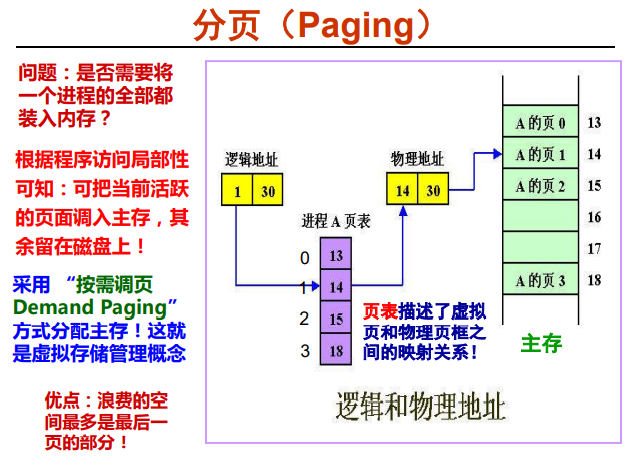 分页（Paging）
问题：是否需要将
一个进程的全部都
装入内存？
根据程序访问局部性
可知：可把当前活跃
的页面调入主存，其
余留在磁盘上！
采用 “按需调页
Demand Paging”
方式分配主存！这就
是虚拟存储管理概念
优点：浪费的空
间最多是最后一
页的部分！
逻辑地址
1 30
进程 A 页表
0 13
1 14
2 15
3 18
物理地址
14 30
A 的页 0 13
A 的页 1 14
A 的页 2 15
16
17
A 的页 3 18
主存
页表描述了虚拟
页和物理页框之
间的映射关系！
逻辑和物理地址